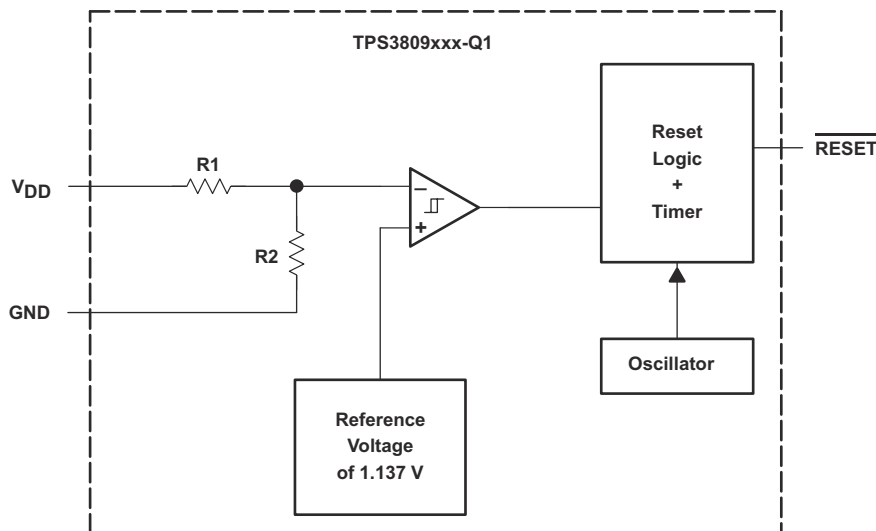 TPS3809xxx-Q1
R1
VDD
R2
GND
−
+
Reset
Logic
+
Timer
RESET
Oscillator
Reference
Voltage
of 1.137 V